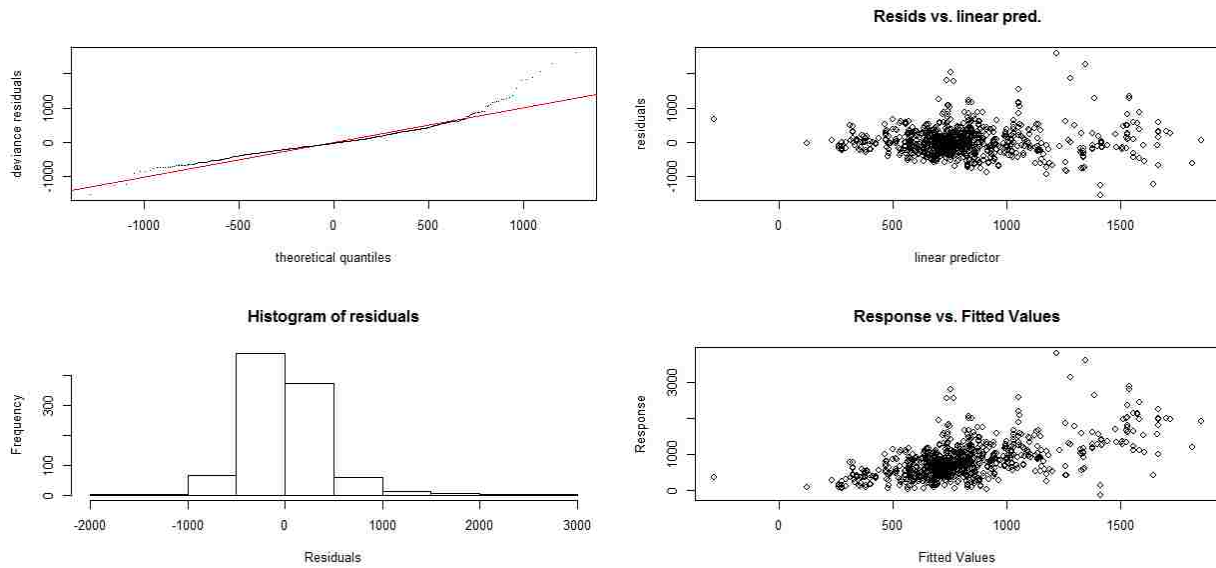 deviance residuals
-1000
0
1000
-1000
-500
0
500
1000
theoretical quantiles
Resids vs. linear pred.
residuals
-1000
0
1000
0
500
1000
1500
linear predictor
Histogram of residuals
Frequency
0
100
300
-2000
-1000
0
1000
2000
3000
Residuals
Response vs. Fitted Values
Response
0
1000
3000
0
500
1000
1500
Fitted Values